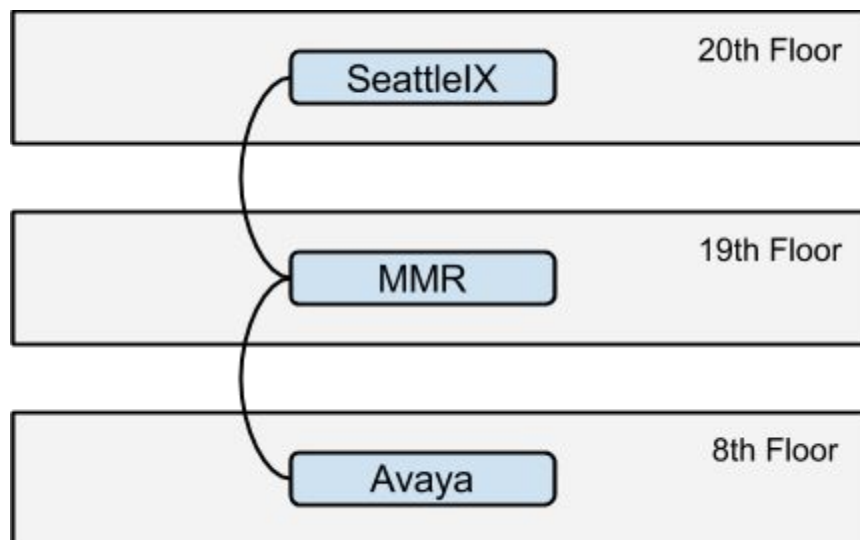 20th Floor
SeattleIX
19th Floor
MMR
8th Floor
Avaya